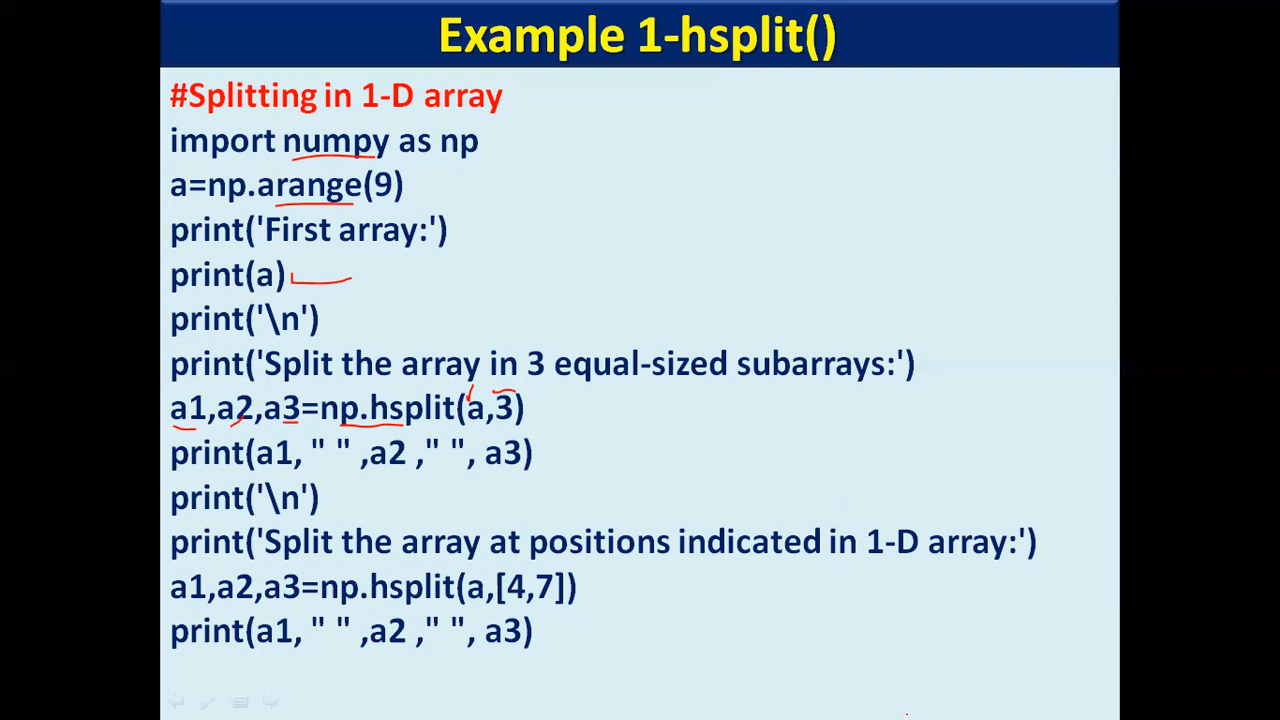 Example 1-hsplit()
#Splitting in 1-D array
import numpy as np
a=np.arange(9)
print('First array:')
print(a)
print('\n')
print('Split the array in 3 equal-sized subarrays:')
a1,a2,a3=np.hsplit(a,3)
print(a1, " " ,a2 ," ", a3)
print('\n')
print('Split the array at positions indicated in 1-D array:')
a1,a2,a3=np.hsplit(a,[4,7])
print(a1, " " ,a2 ," ", a3)